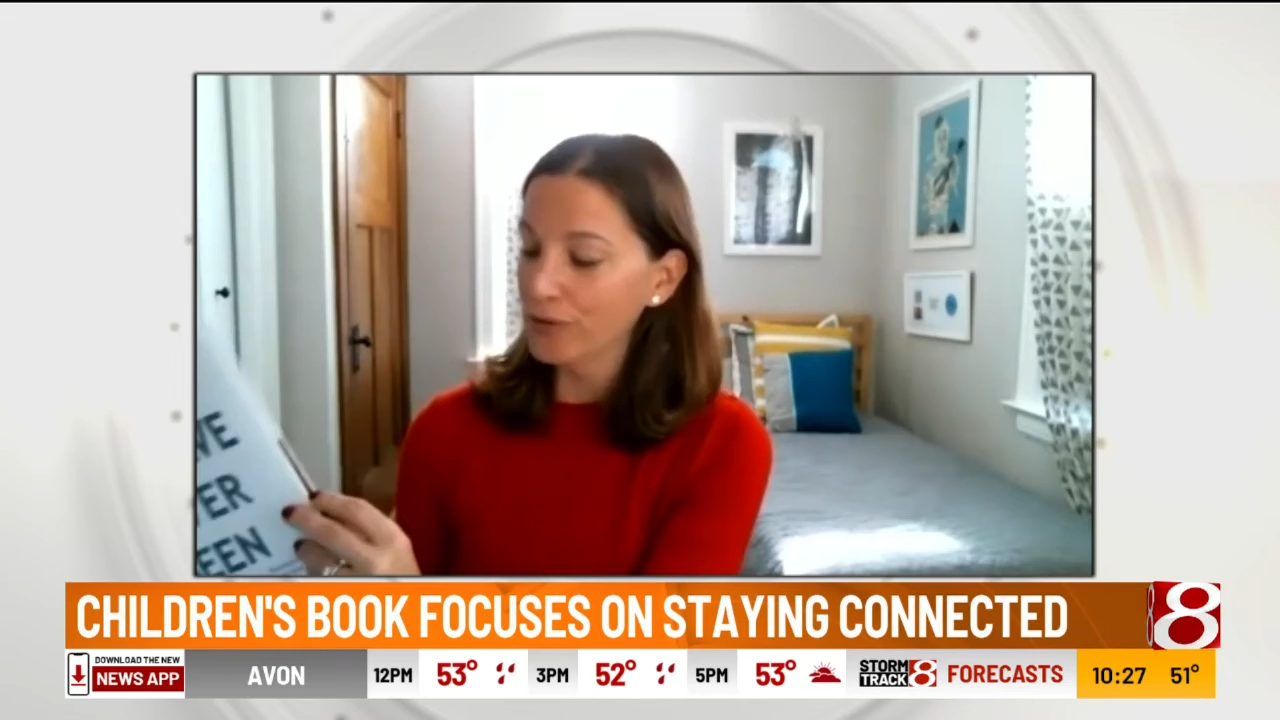 CHILDREN'S BOOK FOCUSES ON STAYING CONNECTED
8
DOWNLOAD THE NEW
NEWS APP
AVON
12PM 53° 3PM 52° 5PM 53°
STORM
TRACK 8
FORECASTS
10:27 51°